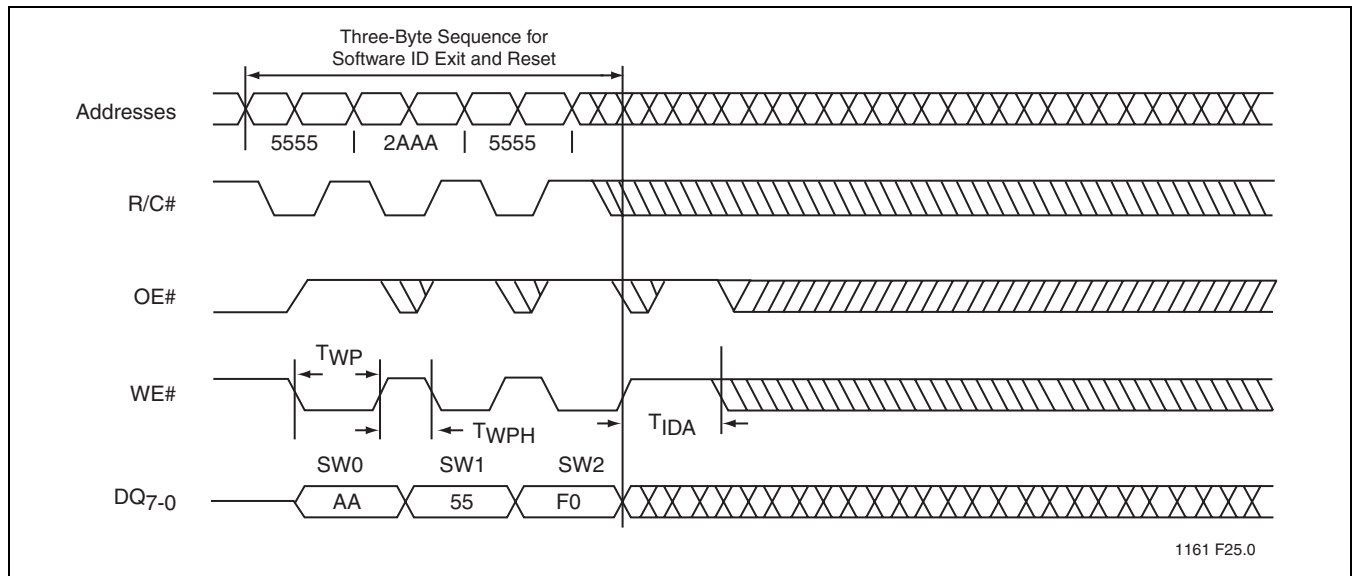 Three-Byte Sequence for
Software ID Exit and Reset
Addresses
5555 | 2AAA | 5555 |
R/C#
OE#
TWP
WE#
TWPH
TIDA
SW0 SW1 SW2
DQ7-0
AA 55 F0
1161 F25.0